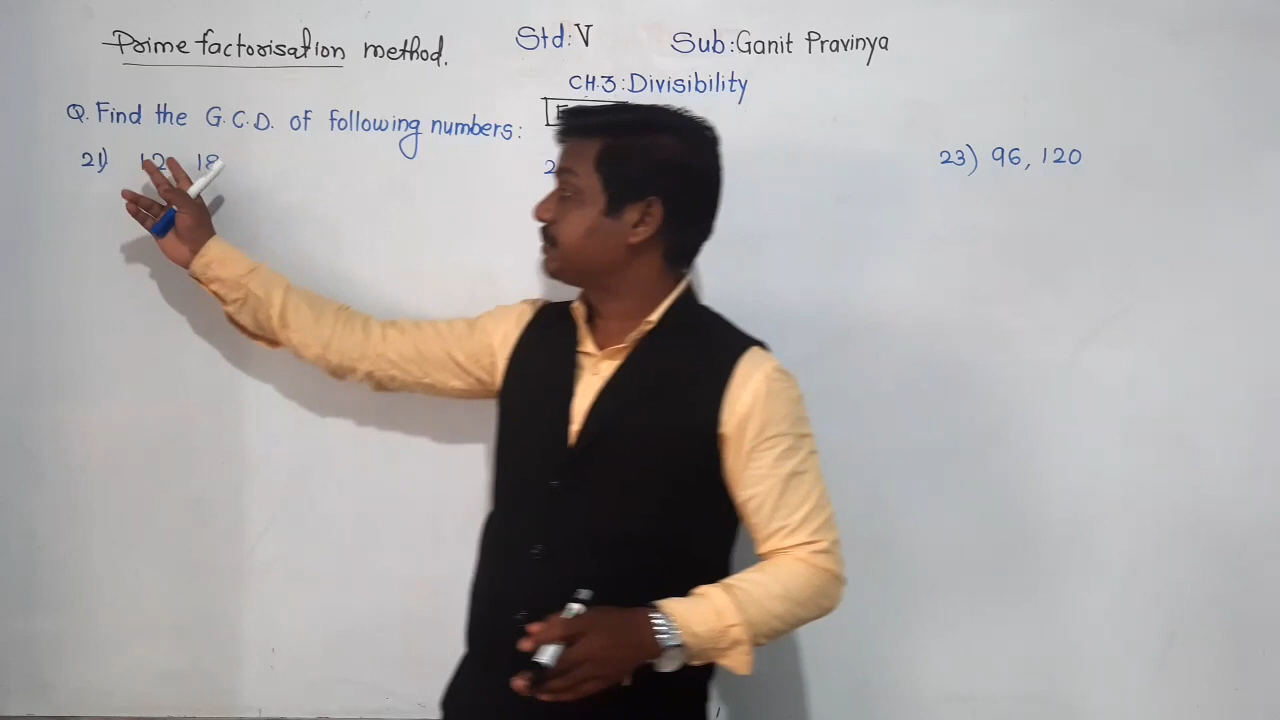 Prime factorisation method.
Std: V
Sub: Ganit Pravinya
CH.3: Divisibility
Q. Find the G.C.D. of following numbers:
21) 12, 18
23) 96, 120